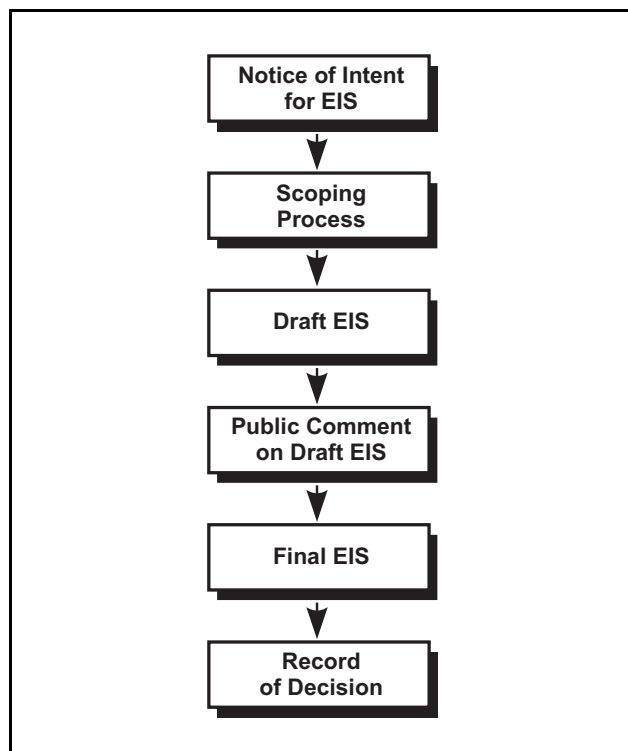 Notice of Intent
for EIS
Scoping
Process
Draft EIS
Public Comment
on Draft EIS
Final EIS
Record
of Decision